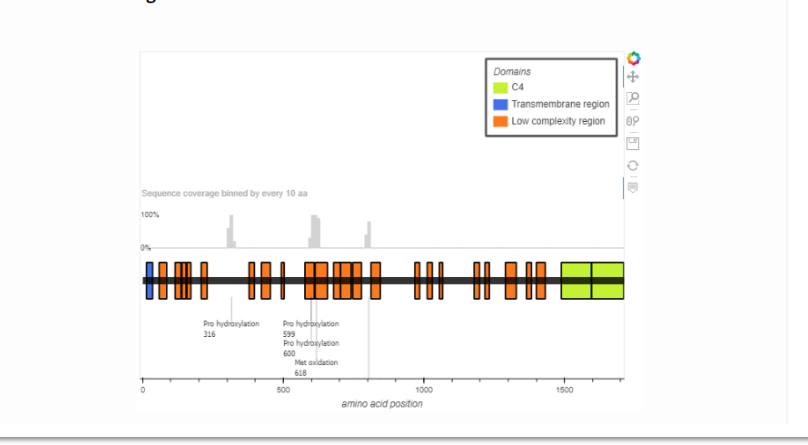 Domains
C4
Transmembrane region
Low complexity region
Sequence coverage binned by every 10 aa
100%
0%
Pro hydroxylation
316
Pro hydroxylation
599
Pro hydroxylation
600
Met oxidation
618
0 500 1000 1500
amino acid position